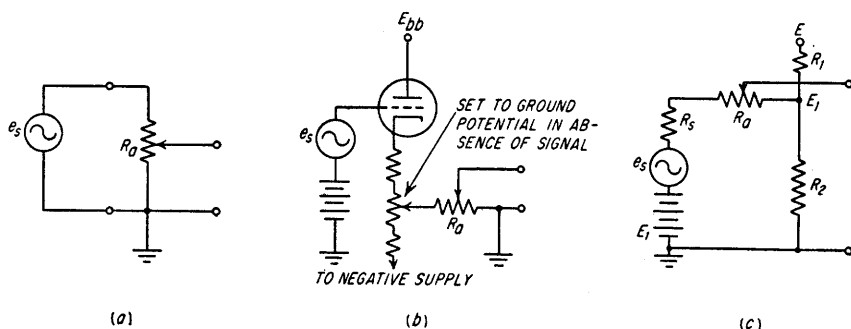 e_s
R_a
(a)
E_bb
e_s
SET TO GROUND
POTENTIAL IN AB-
SENCE OF SIGNAL
R_a
TO NEGATIVE SUPPLY
(b)
E
R_1
R_a
E_1
R_s
e_s
R_2
E_1
(c)